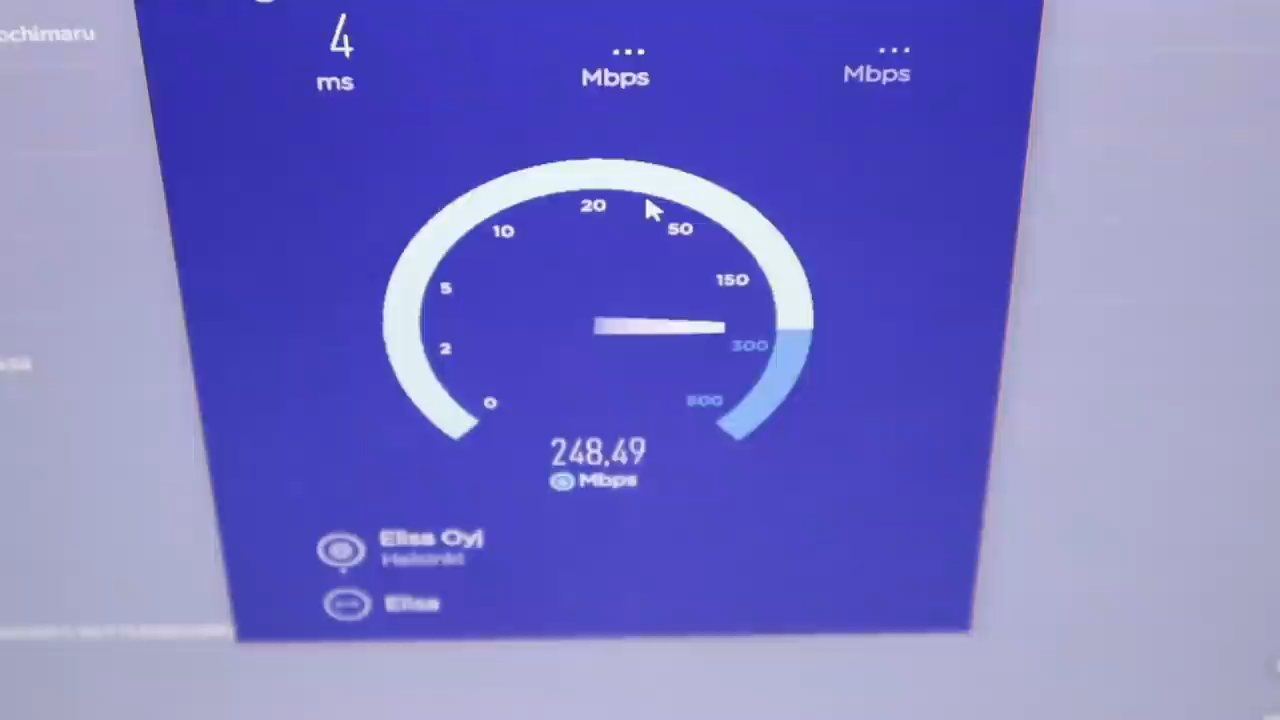 ochimaru
4
ms
...
Mbps
...
Mbps
0
2
5
10
20
50
150
300
248.49
Mbps
Elisa Oyj
Helsinki
Elisa